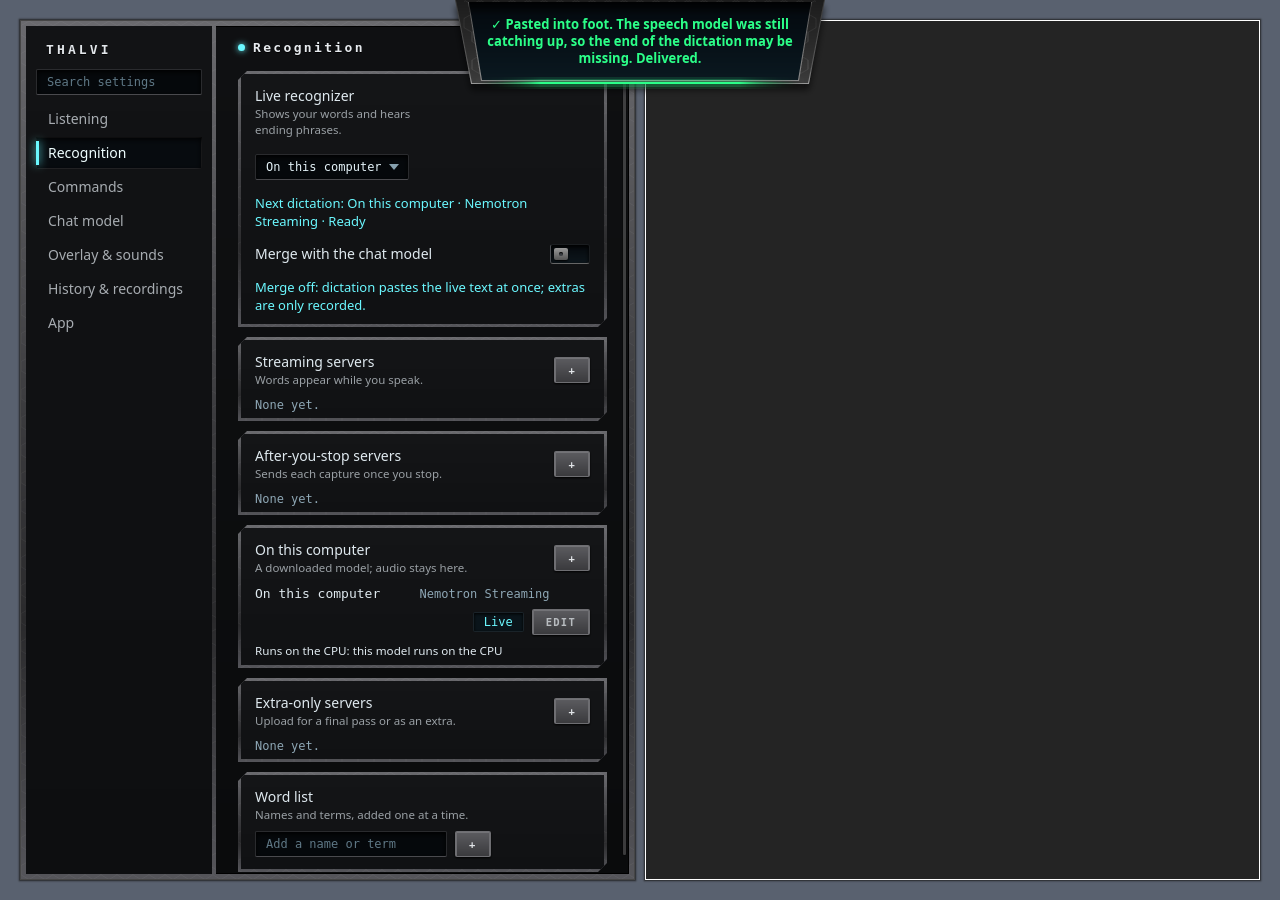 ✓ Pasted into foot. The speech model was still
catching up, so the end of the dictation may be
missing. Delivered.
THALVI
Search settings
Listening
Recognition
Commands
Chat model
Overlay & sounds
History & recordings
App
Recognition
Live recognizer
Shows your words and hears
ending phrases.
On this computer
Next dictation: On this computer · Nemotron
Streaming · Ready
Merge with the chat model
Merge off: dictation pastes the live text at once; extras
are only recorded.
Streaming servers
Words appear while you speak.
+
None yet.
After-you-stop servers
Sends each capture once you stop.
+
None yet.
On this computer
A downloaded model; audio stays here.
+
On this computer Nemotron Streaming
Live EDIT
Runs on the CPU: this model runs on the CPU
Extra-only servers
Upload for a final pass or as an extra.
+
None yet.
Word list
Names and terms, added one at a time.
Add a name or term +